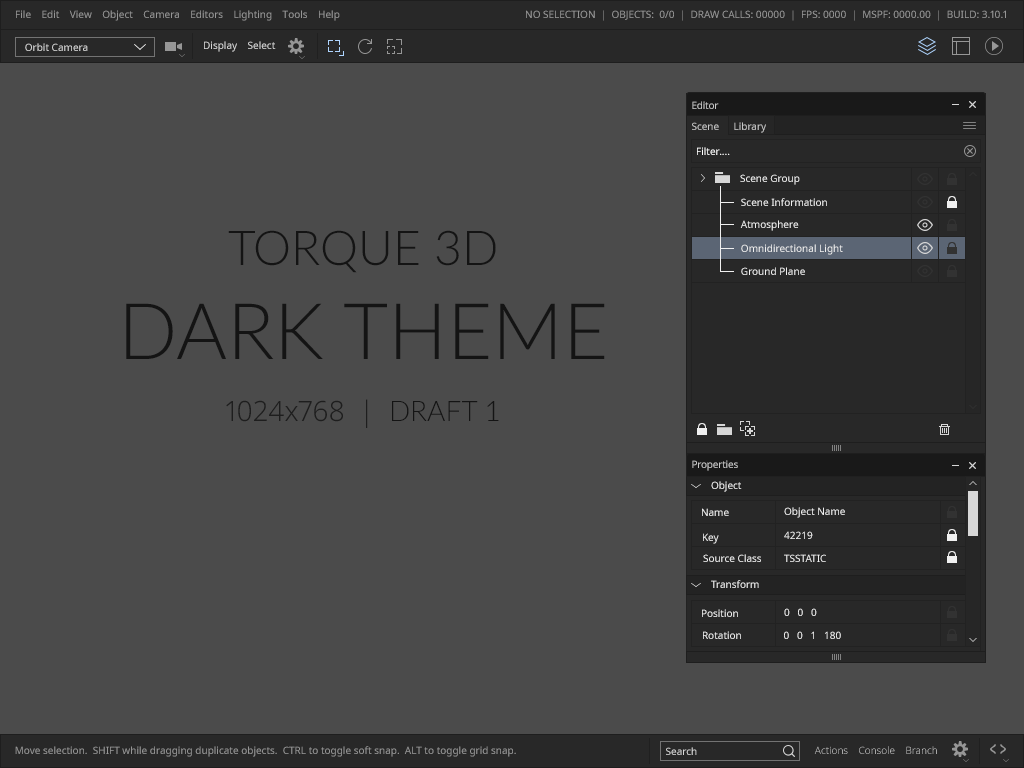 File Edit View Object Camera Editors Lighting Tools Help
NO SELECTION | OBJECTS: 0/0 | DRAW CALLS: 00000 | FPS: 0000 | MSPF: 0000.00 | BUILD: 3.10.1
Orbit Camera
Display Select
Editor
Scene Library
Filter....
Scene Group
Scene Information
Atmosphere
Omnidirectional Light
Ground Plane
TORQUE 3D
DARK THEME
1024x768 | DRAFT 1
Properties
Object
Name Object Name
Key 42219
Source Class TSSTATIC
Transform
Position 0 0 0
Rotation 0 0 1 180
Move selection. SHIFT while dragging duplicate objects. CTRL to toggle soft snap. ALT to toggle grid snap.
Search
Actions Console Branch